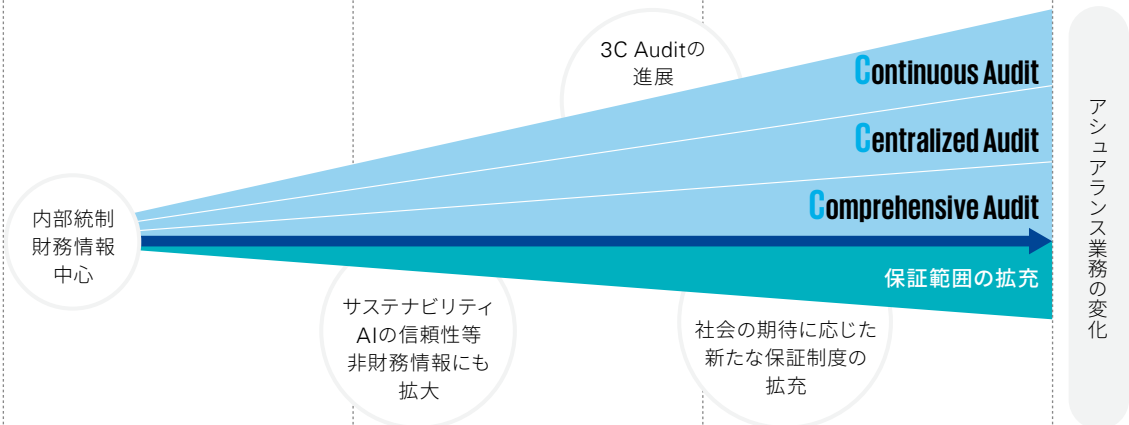 3C Auditの
進展
Continuous Audit
Centralized Audit
Comprehensive Audit
内部統制
財務情報
中心
保証範囲の拡充
サステナビリティ
AIの信頼性等
非財務情報にも
拡大
社会の期待に応じた
新たな保証制度の
拡充
アシュアランス業務の変化